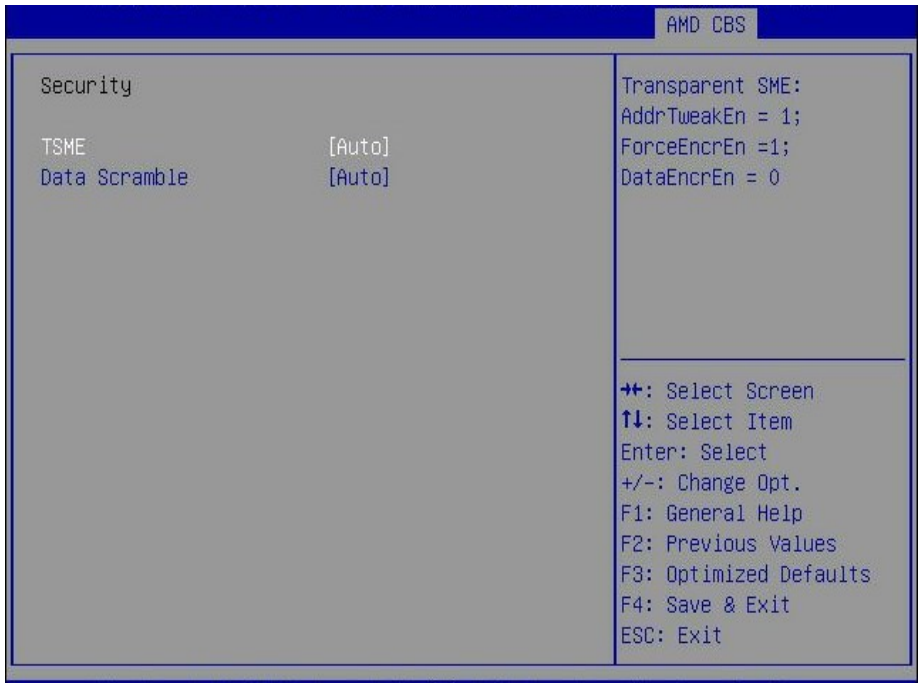 AMD CBS
Security
TSME [Auto]
Data Scramble [Auto]
Transparent SME:
AddrTweakEn = 1;
ForceEncrEn =1;
DataEncrEn = 0
→←: Select Screen
↑↓: Select Item
Enter: Select
+/-: Change Opt.
F1: General Help
F2: Previous Values
F3: Optimized Defaults
F4: Save & Exit
ESC: Exit